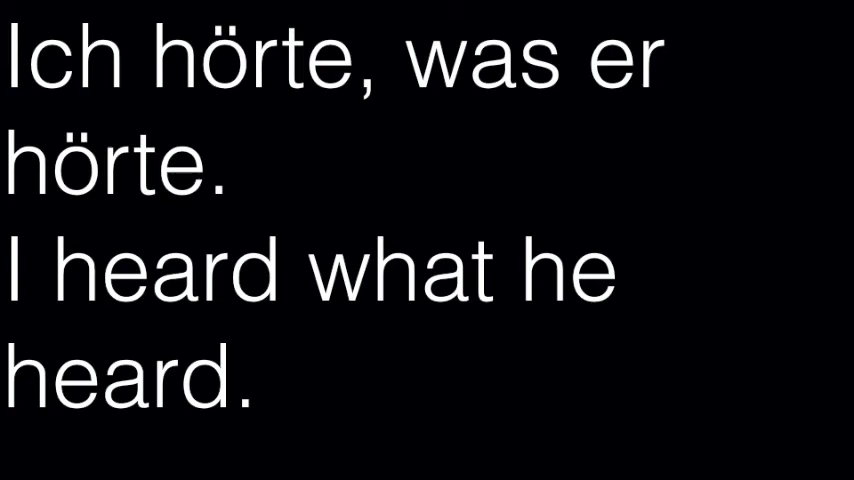 Ich hörte, was er
hörte.
I heard what he
heard.